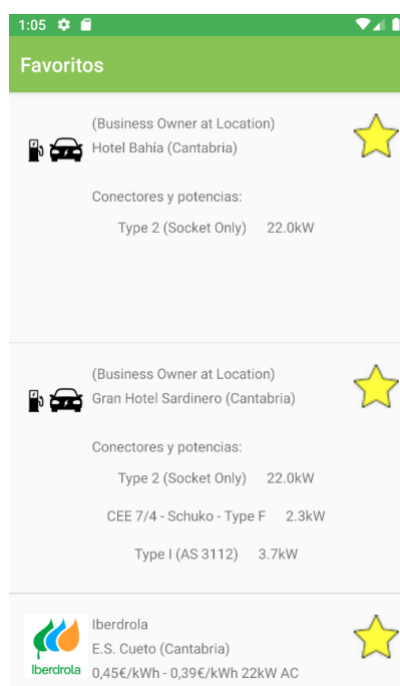 1:05
Favoritos
(Business Owner at Location)
Hotel Bahía (Cantabria)
Conectores y potencias:
Type 2 (Socket Only) 22.0kW
(Business Owner at Location)
Gran Hotel Sardinero (Cantabria)
Conectores y potencias:
Type 2 (Socket Only) 22.0kW
CEE 7/4 - Schuko - Type F 2.3kW
Type I (AS 3112) 3.7kW
Iberdrola
Iberdrola
E.S. Cueto (Cantabria)
0,45€/kWh - 0,39€/kWh 22kW AC